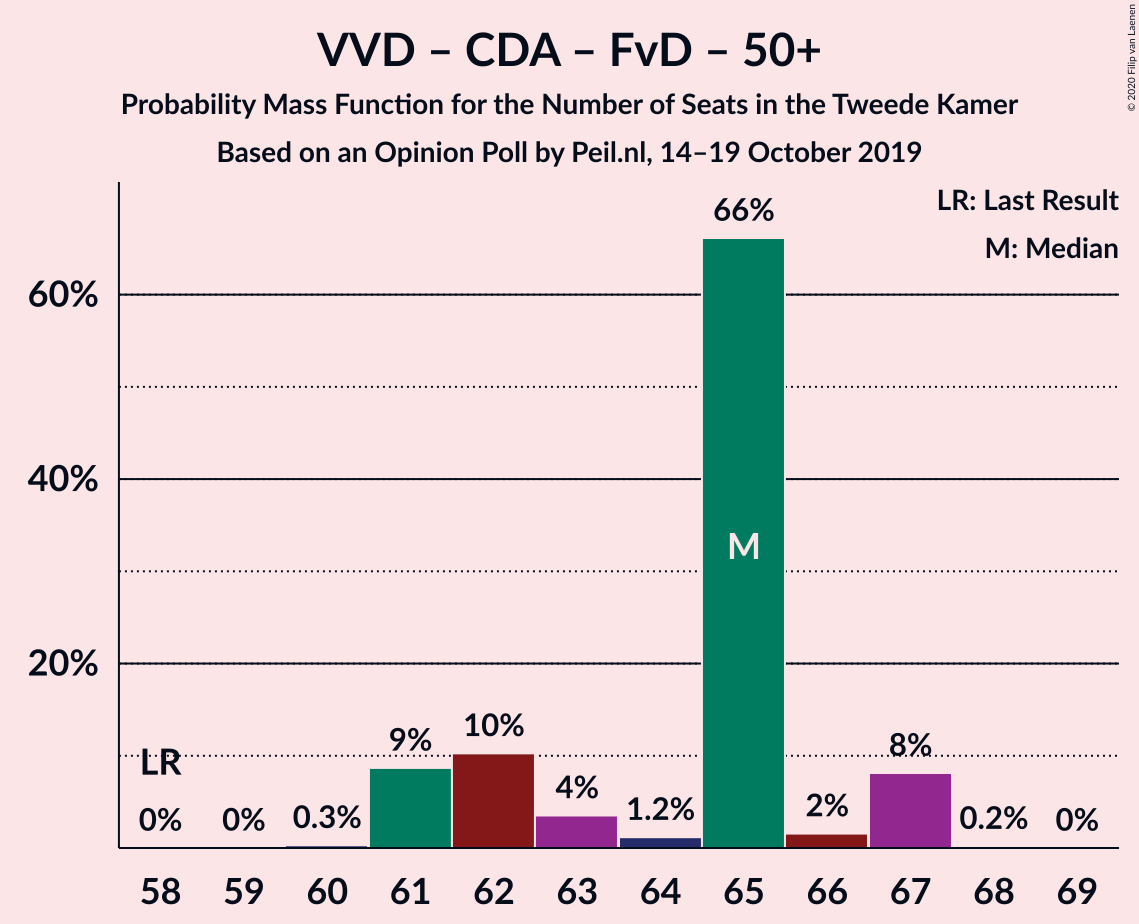 VVD – CDA – FvD – 50+
Probability Mass Function for the Number of Seats in the Tweede Kamer
Based on an Opinion Poll by Peil.nl, 14–19 October 2019
© 2020 Filip van Laenen
LR: Last Result
M: Median
66%
60%
40%
M
20%
LR
0%
0%
0.3%
9%
10%
4%
1.2%
2%
8%
0.2%
0%
58 59 60 61 62 63 64 65 66 67 68 69